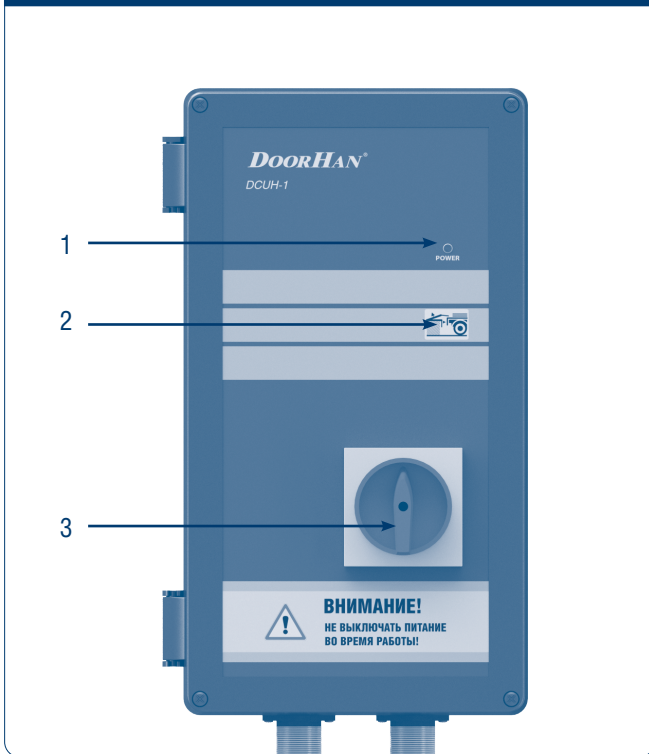 DOORHAN®
DCUH-1
1
POWER
2
3
ВНИМАНИЕ!
НЕ ВЫКЛЮЧАТЬ ПИТАНИЕ
ВО ВРЕМЯ РАБОТЫ!